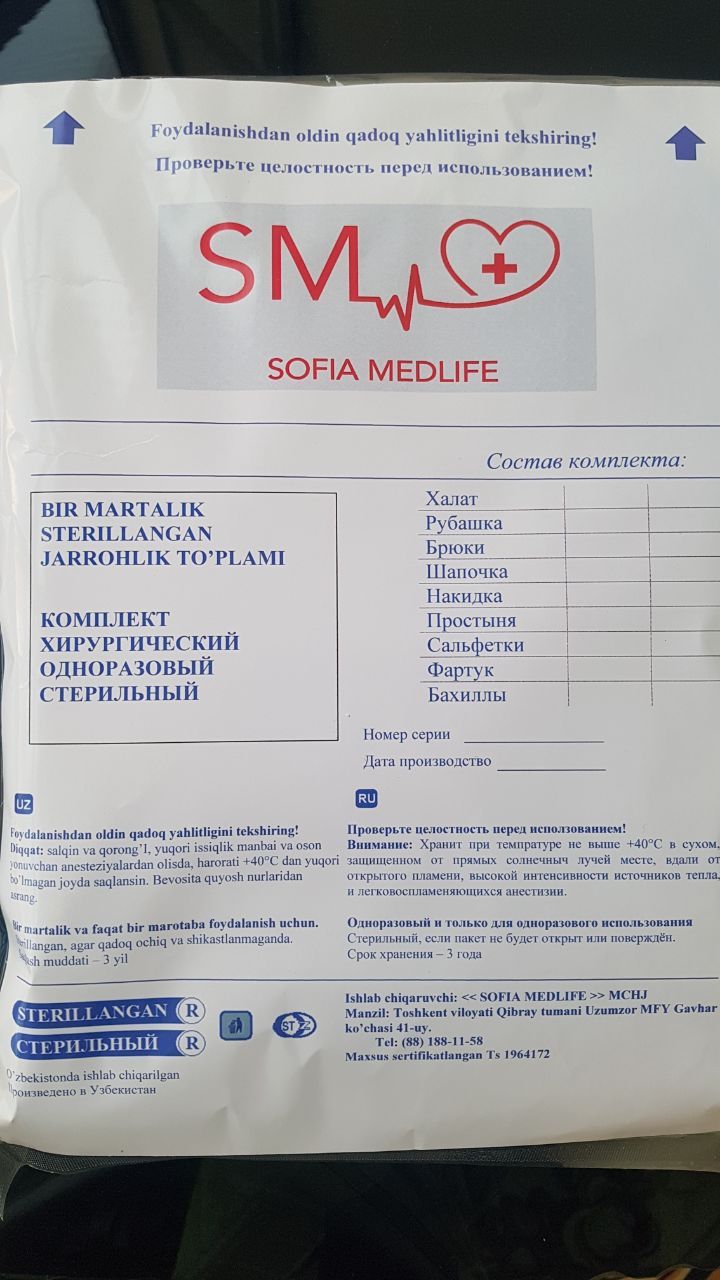 Foydalanishdan oldin qadoq yahlitligini tekshiring!
Проверьте целостность перед использованием!
SM
SOFIA MEDLIFE
Состав комплекта:
BIR MARTALIK
STERILLANGAN
JARROHLIK TO’PLAMI
КОМПЛЕКТ
ХИРУРГИЧЕСКИЙ
ОДНОРАЗОВЫЙ
СТЕРИЛЬНЫЙ
Халат
Рубашка
Брюки
Шапочка
Накидка
Простыня
Сальфетки
Фартук
Бахиллы
Номер серии
Дата производство
UZ
Foydalanishdan oldin qadoq yahlitligini tekshiring!
Diqqat: salqin va qorong’I, yuqori issiqlik manbai va oson
yonuvchan anesteziyalardan olisda, harorati +40°C dan yuqori
bo’lmagan joyda saqlansin. Bevosita quyosh nurlaridan
asrang.
Bir martalik va faqat bir marotaba foydalanish uchun.
agar qadoq ochiq va shikastlanmaganda.
muddati – 3 yil
RU
Проверьте целостность перед исползованием!
Внимание: Хранит при темпратуре не выше +40°C в сухом,
защищенном от прямых солнечныч лучей месте, вдали от
открытого пламени, высокой интенсивности источников тепла,
и легковоспламеняющихся анестизии.
Одноразовый и только для одноразового использования
Стерильный, если пакет не будет открыт или поверждён.
Срок хранения – 3 года
STERILLANGAN R
СТЕРИЛЬНЫЙ R
ST
O’zbekistonda ishlab chiqarilgan
Произведено в Узбекистан
Ishlab chiqaruvchi: << SOFIA MEDLIFE >> MCHJ
Manzil: Toshkent viloyati Qibray tumani Uzumzor MFY Gavhar
ko’chasi 41-uy.
Tel: (88) 188-11-58
Maxsus sertifikatlangan Ts 1964172